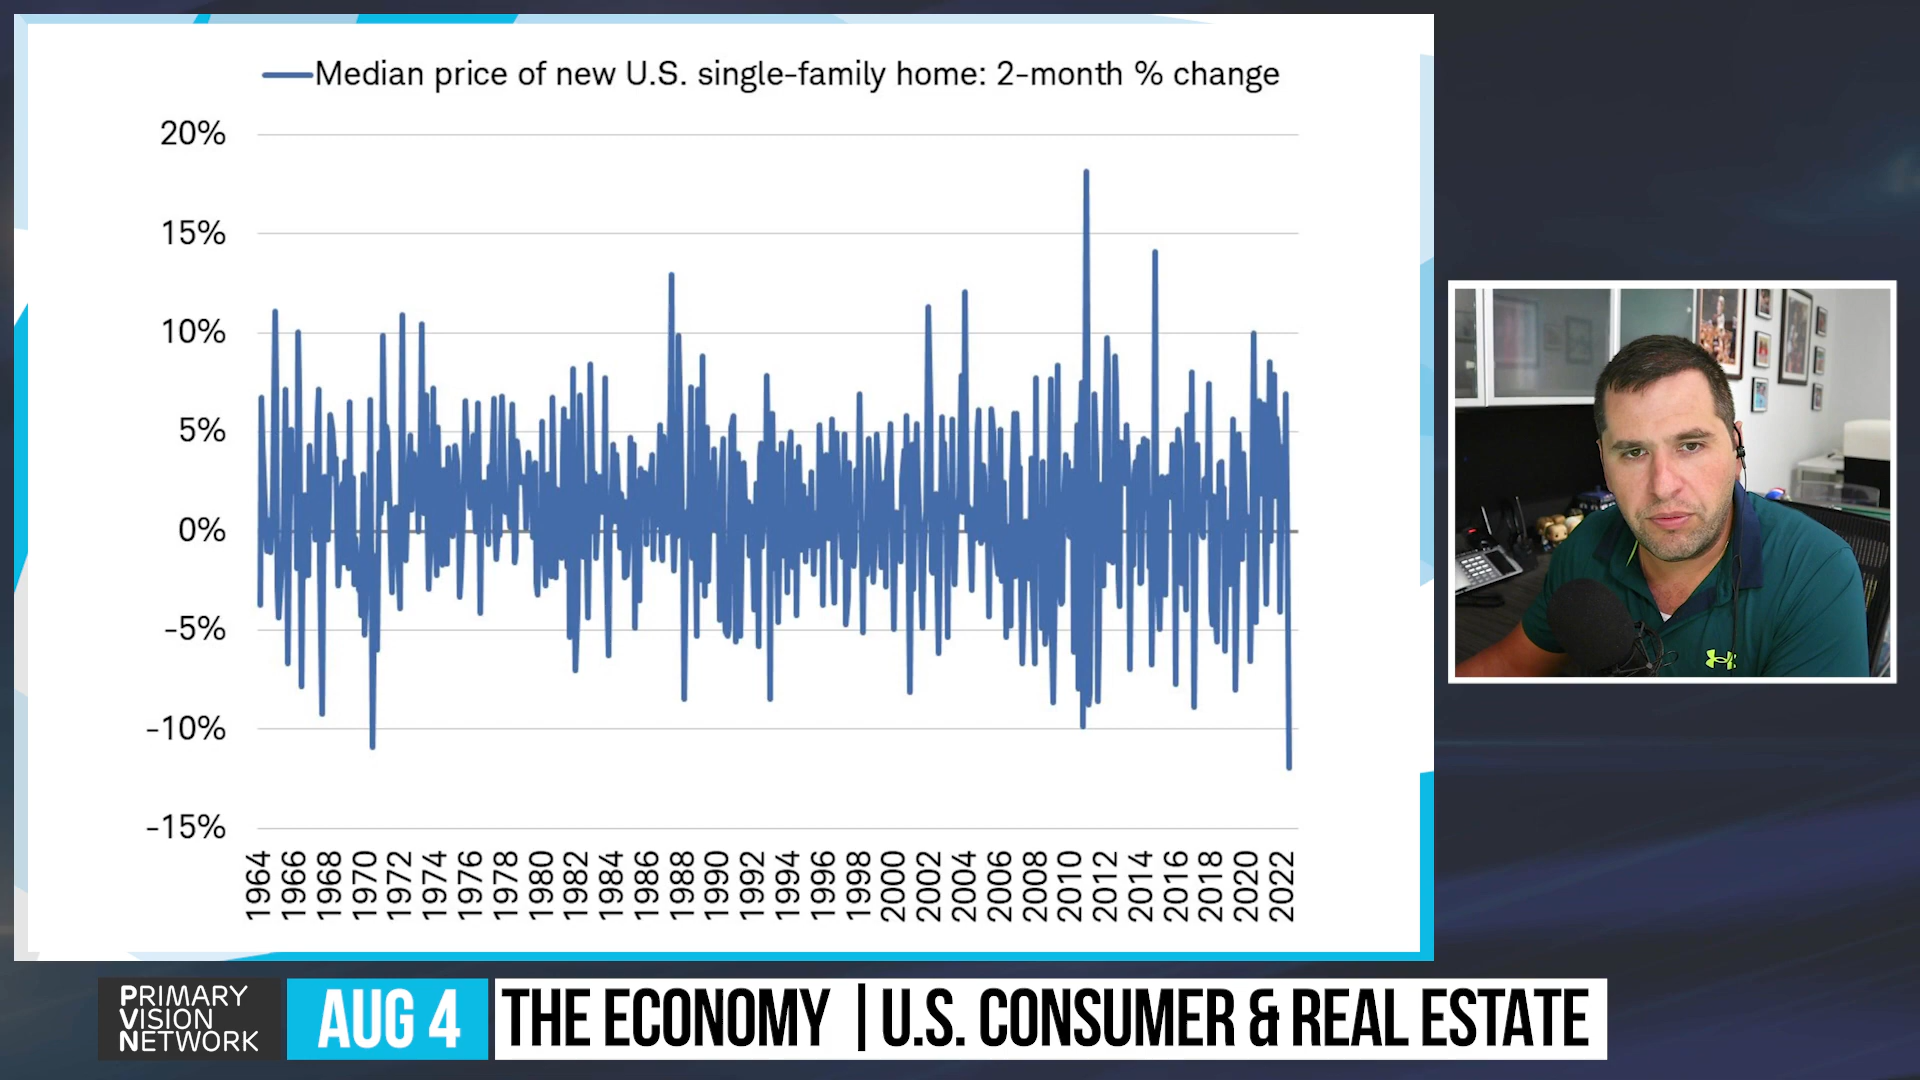 Median price of new U.S. single-family home: 2-month % change
20%
15%
10%
5%
0%
-5%
-10%
-15%
1964 1966 1968 1970 1972 1974 1976 1978 1980 1982 1984 1986 1988 1990 1992 1994 1996 1998 2000 2002 2004 2006 2008 2010 2012 2014 2016 2018 2020 2022
PRIMARY
VISION
NETWORK
AUG 4
THE ECONOMY | U.S. CONSUMER & REAL ESTATE